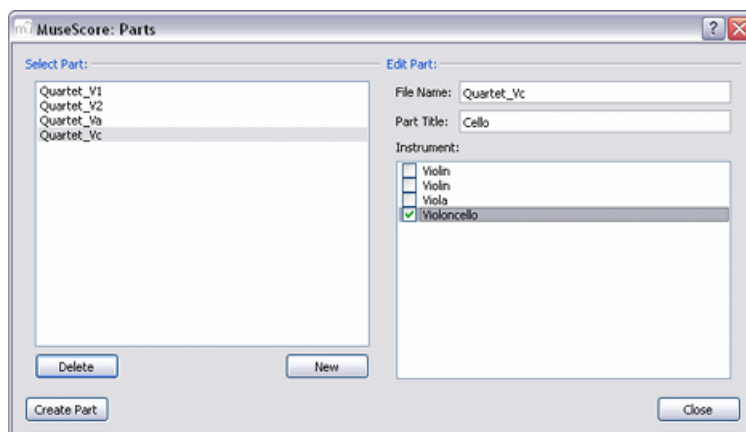 MuseScore: Parts
Select Part:
Quartet_V1
Quartet_V2
Quartet_Va
Quartet_Vc
Delete
New
Create Part
Edit Part:
File Name: Quartet_Vc
Part Title: Cello
Instrument:
Violin
Violin
Viola
Violoncello
Close